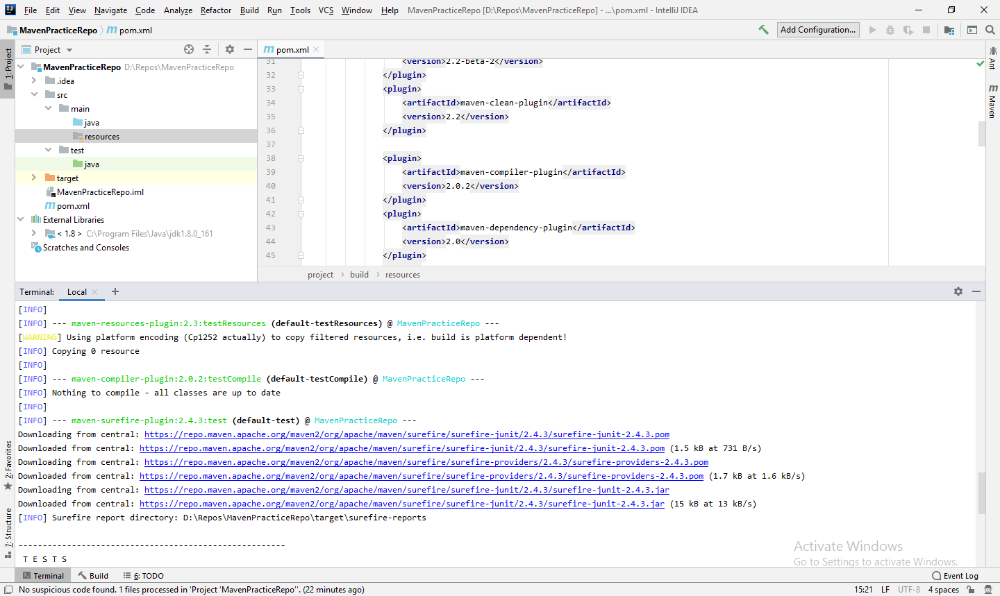 File Edit View Navigate Code Analyze Refactor Build Run Tools VCS Window Help MavenPracticeRepo [D:\Repos\MavenPracticeRepo] - ...\pom.xml - IntelliJ IDEA
MavenPracticeRepo pom.xml Add Configuration...
1: Project
Project
MavenPracticeRepo D:\Repos\MavenPracticeRepo
.idea
src
main
java
resources
test
java
target
MavenPracticeRepo.iml
pom.xml
External Libraries
< 1.8 > C:\Program Files\Java\jdk1.8.0_161
Scratches and Consoles
pom.xml
31 <version>2.2-beta-2</version>
32 </plugin>
33 <plugin>
34 <artifactId>maven-clean-plugin</artifactId>
35 <version>2.2</version>
36 </plugin>
37
38 <plugin>
39 <artifactId>maven-compiler-plugin</artifactId>
40 <version>2.0.2</version>
41 </plugin>
42 <plugin>
43 <artifactId>maven-dependency-plugin</artifactId>
44 <version>2.0</version>
45 </plugin>
project › build › resources
Ant
Maven
Terminal: Local
[INFO]
[INFO] --- maven-resources-plugin:2.3:testResources (default-testResources) @ MavenPracticeRepo ---
[WARNING] Using platform encoding (Cp1252 actually) to copy filtered resources, i.e. build is platform dependent!
[INFO] Copying 0 resource
[INFO]
[INFO] --- maven-compiler-plugin:2.0.2:testCompile (default-testCompile) @ MavenPracticeRepo ---
[INFO] Nothing to compile - all classes are up to date
[INFO]
[INFO] --- maven-surefire-plugin:2.4.3:test (default-test) @ MavenPracticeRepo ---
Downloading from central: https://repo.maven.apache.org/maven2/org/apache/maven/surefire/surefire-junit/2.4.3/surefire-junit-2.4.3.pom
Downloaded from central: https://repo.maven.apache.org/maven2/org/apache/maven/surefire/surefire-junit/2.4.3/surefire-junit-2.4.3.pom (1.5 kB at 731 B/s)
Downloading from central: https://repo.maven.apache.org/maven2/org/apache/maven/surefire/surefire-providers/2.4.3/surefire-providers-2.4.3.pom
Downloaded from central: https://repo.maven.apache.org/maven2/org/apache/maven/surefire/surefire-providers/2.4.3/surefire-providers-2.4.3.pom (1.7 kB at 1.6 kB/s)
Downloading from central: https://repo.maven.apache.org/maven2/org/apache/maven/surefire/surefire-junit/2.4.3/surefire-junit-2.4.3.jar
Downloaded from central: https://repo.maven.apache.org/maven2/org/apache/maven/surefire/surefire-junit/2.4.3/surefire-junit-2.4.3.jar (15 kB at 13 kB/s)
[INFO] Surefire report directory: D:\Repos\MavenPracticeRepo\target\surefire-reports
-------------------------------------------------------
T E S T S
2: Favorites
7: Structure
Activate Windows
Go to Settings to activate Windows.
Terminal Build 6: TODO Event Log
No suspicious code found. 1 files processed in 'Project 'MavenPracticeRepo''. (22 minutes ago) 15:21 LF UTF-8 4 spaces